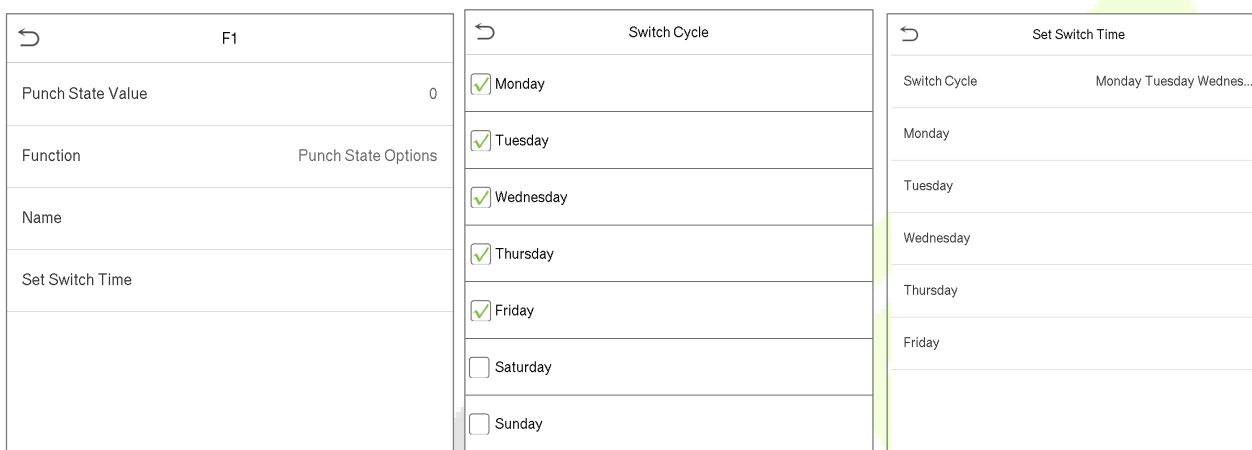 F1
Punch State Value 0
Function Punch State Options
Name
Set Switch Time
Switch Cycle
Monday
Tuesday
Wednesday
Thursday
Friday
Saturday
Sunday
Set Switch Time
Switch Cycle Monday Tuesday Wednes...
Monday
Tuesday
Wednesday
Thursday
Friday